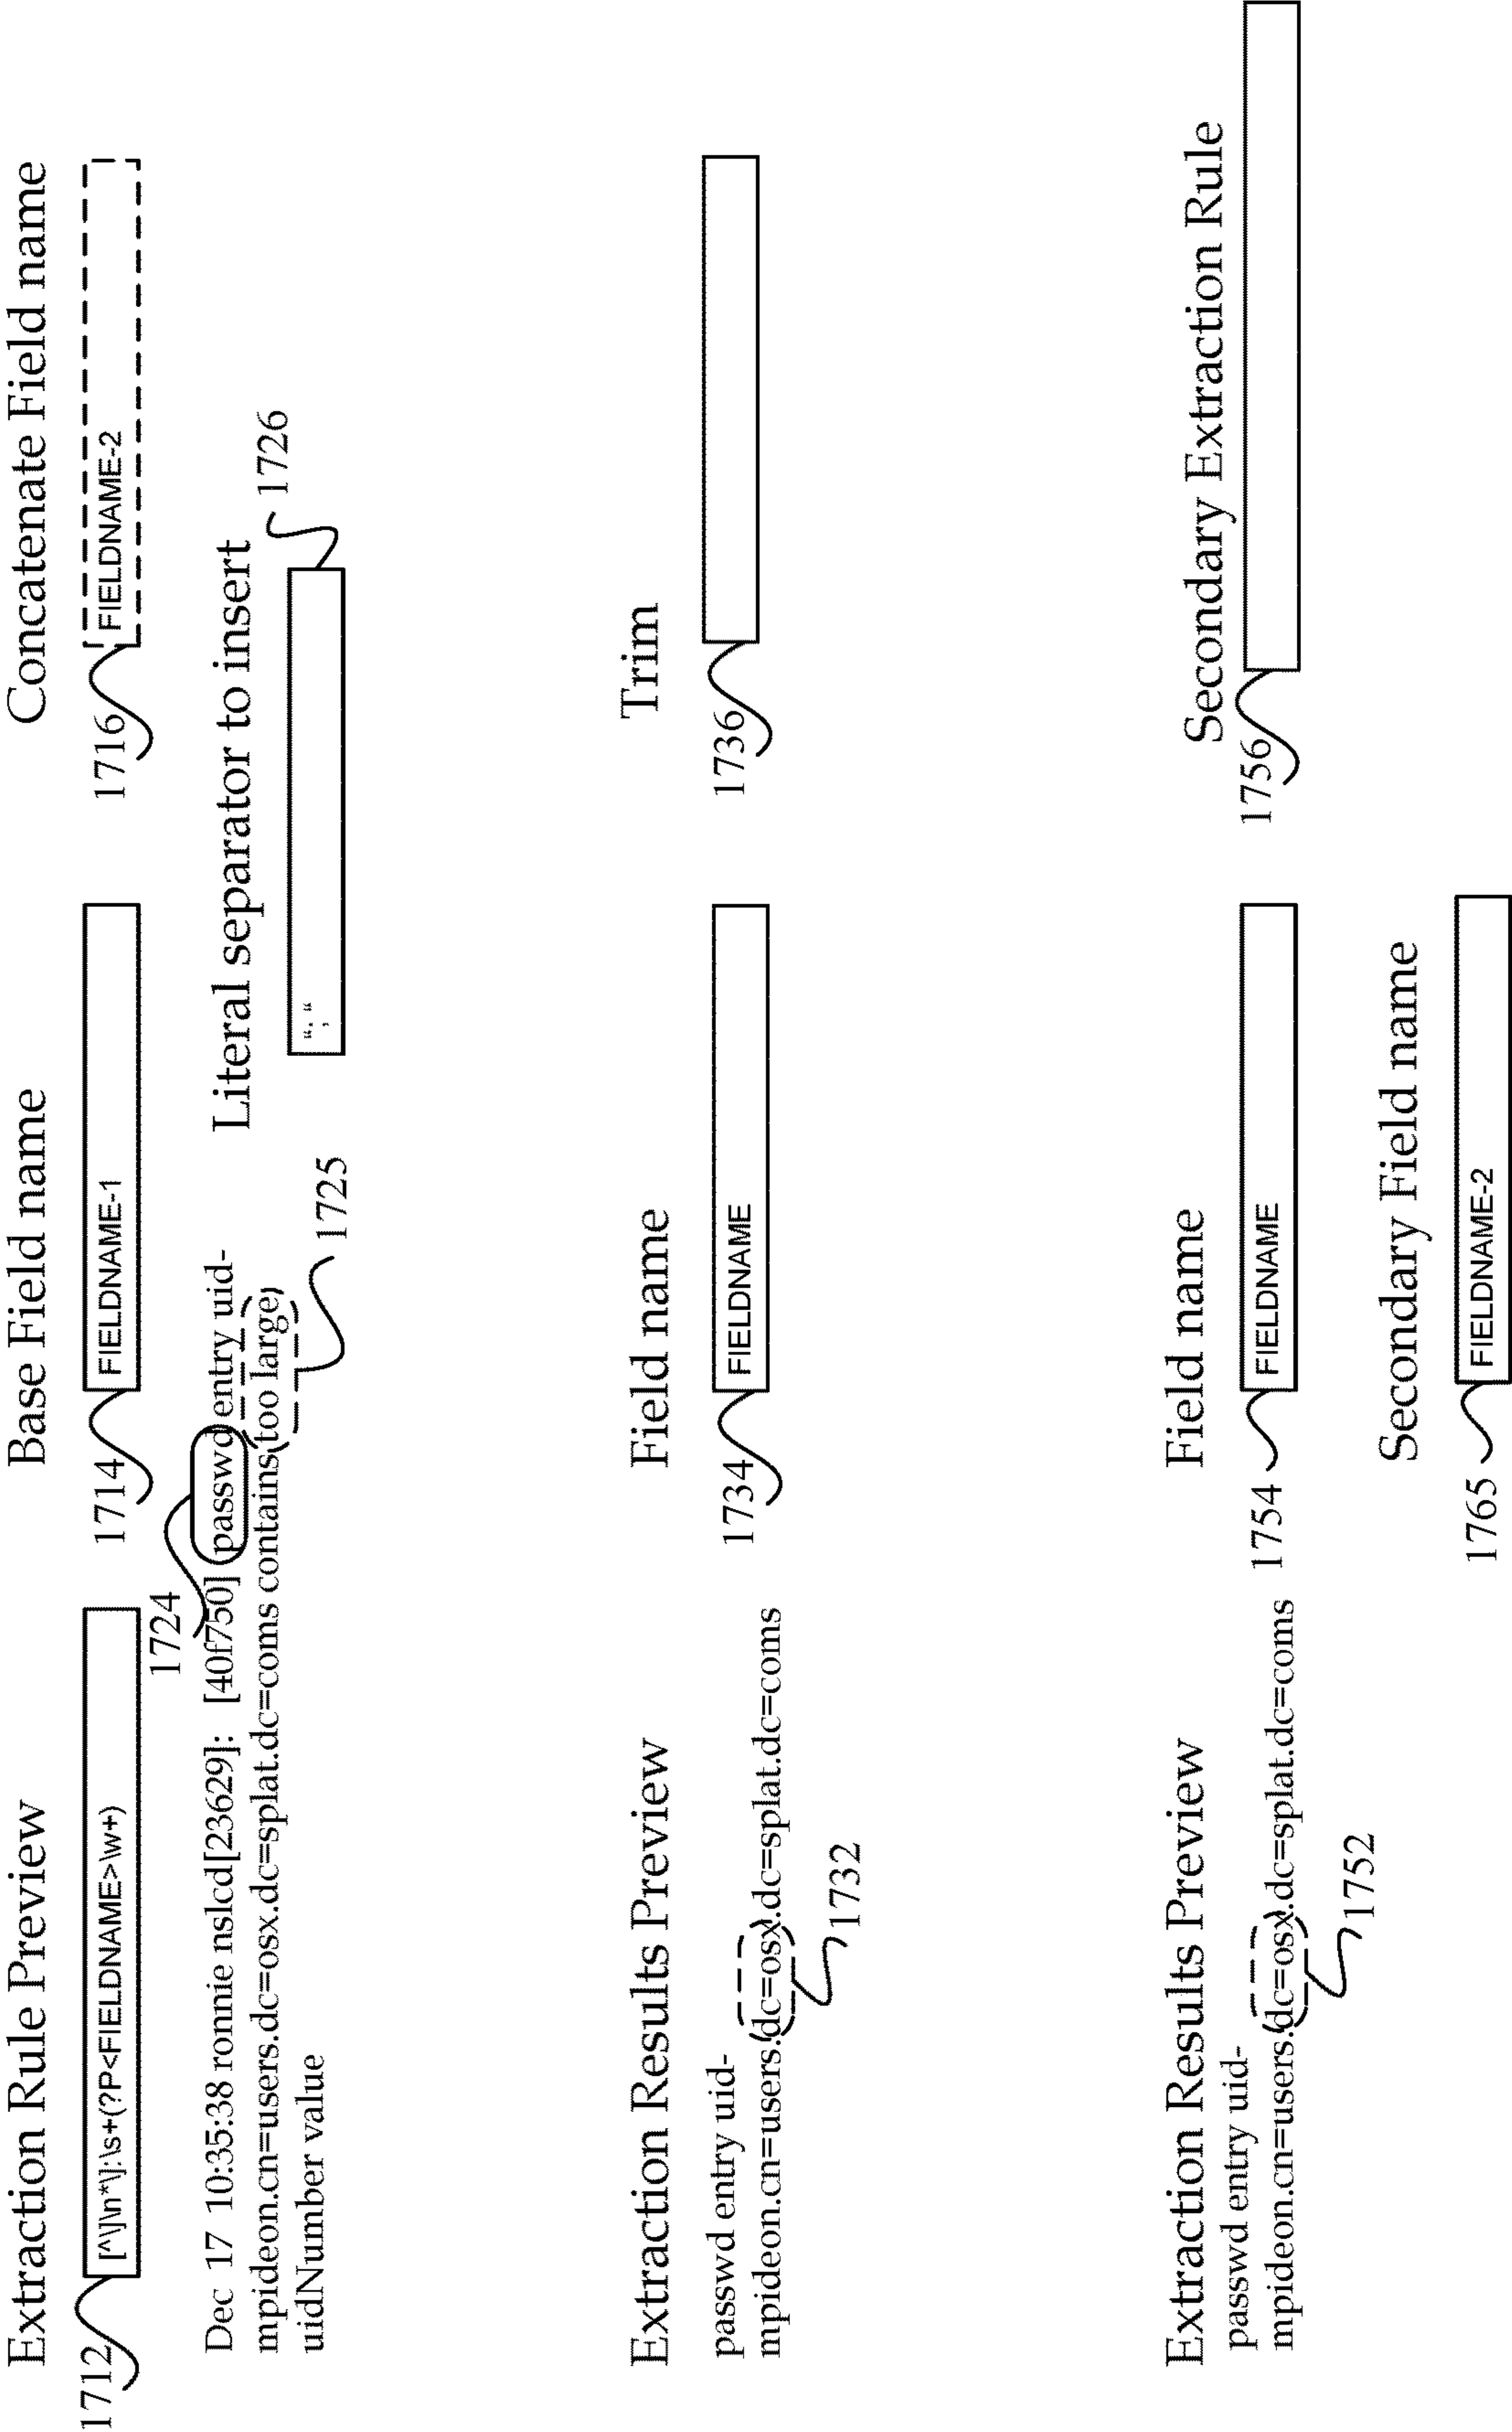 Extraction Rule Preview
Base Field name
Concatenate Field name
1712
[^\]\n*\]:\s+(?P<FIELDNAME>\w+)
1714
FIELDNAME-1
1716
FIELDNAME-2
1724
Dec 17 10:35:38 ronnie nslcd[23629]: [40f750] passwd entry uid-
mpideon.cn=users.dc=osx.dc=splat.dc=coms contains too large
uidNumber value
1725
Literal separator to insert
1726
“; “
Extraction Results Preview
Field name
Trim
passwd entry uid-
mpideon.cn=users.dc=osx.dc=splat.dc=coms
1732
1734
FIELDNAME
1736
Extraction Results Preview
Field name
Secondary Extraction Rule
passwd entry uid-
mpideon.cn=users.dc=osx.dc=splat.dc=coms
1752
1754
FIELDNAME
1756
Secondary Field name
1765
FIELDNAME-2